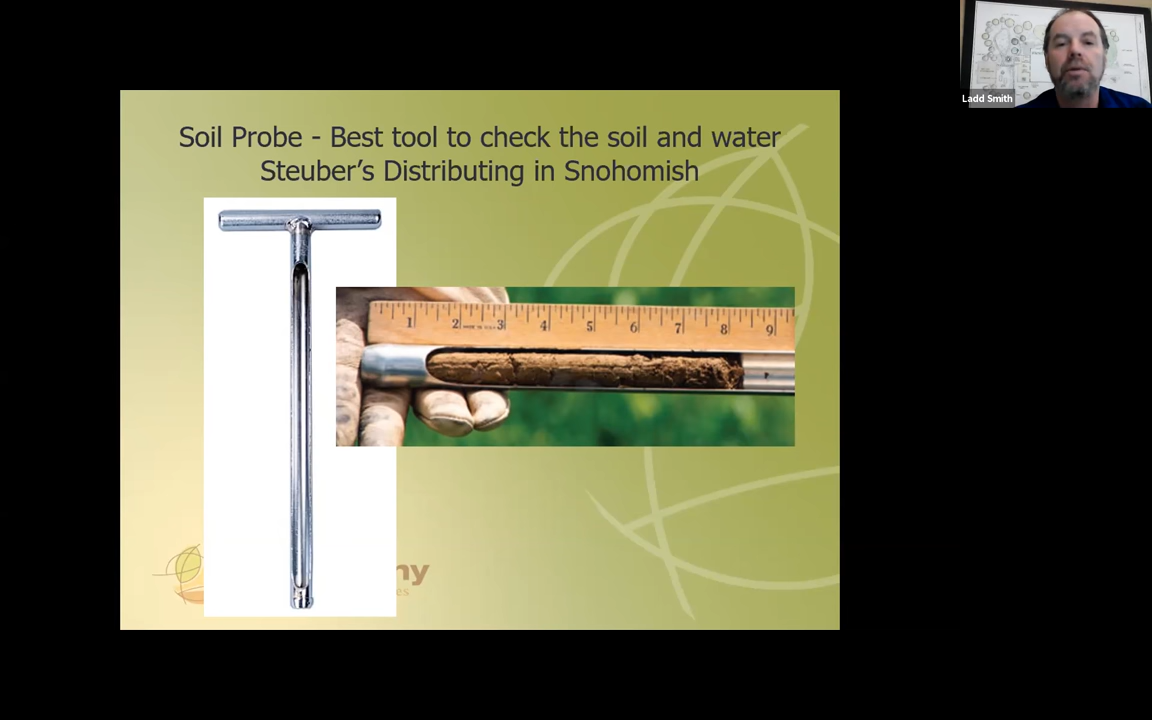 Ladd Smith
Soil Probe - Best tool to check the soil and water
Steuber's Distributing in Snohomish
1 2 3 4 5 6 7 8 9